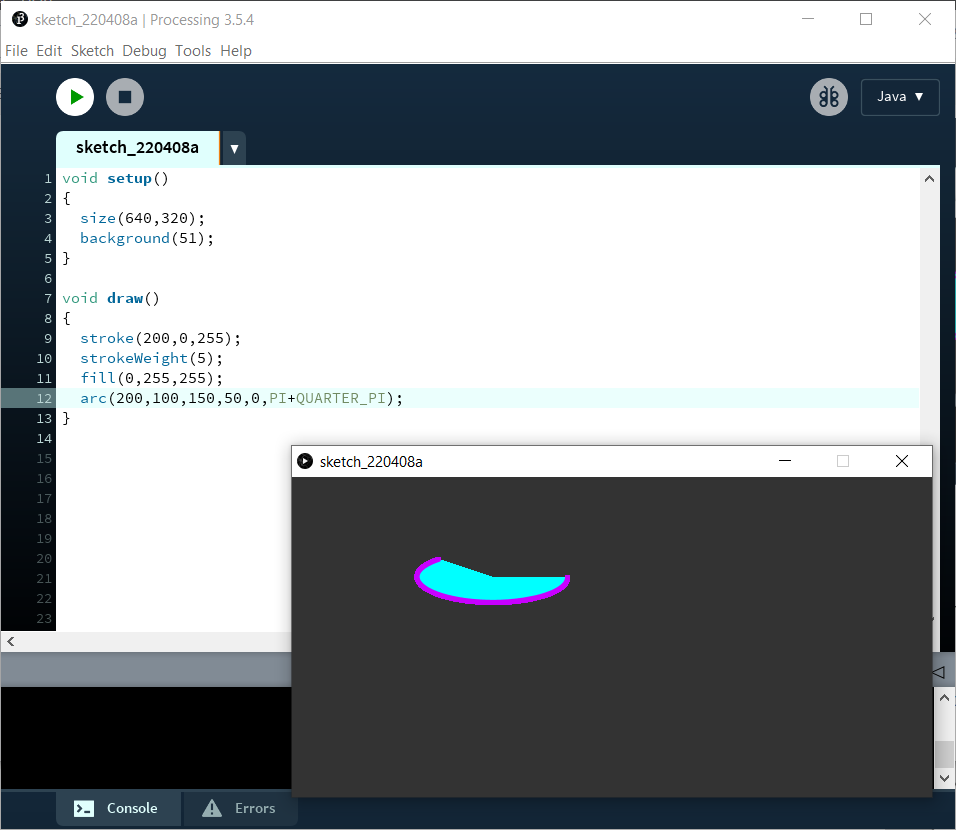 sketch_220408a | Processing 3.5.4
File Edit Sketch Debug Tools Help
Java ▼
sketch_220408a ▼
1 void setup()
2 {
3   size(640,320);
4   background(51);
5 }
6
7 void draw()
8 {
9   stroke(200,0,255);
10   strokeWeight(5);
11   fill(0,255,255);
12   arc(200,100,150,50,0,PI+QUARTER_PI);
13 }
14
15
16
17
18
19
20
21
22
23
sketch_220408a
Console Errors